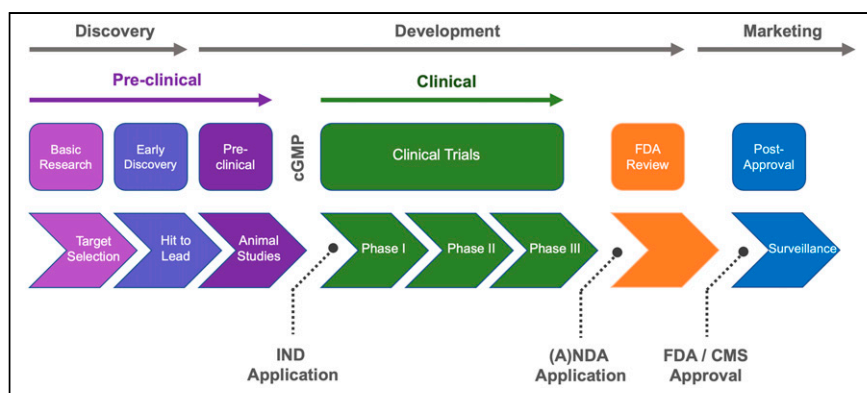 Discovery
Development
Marketing
Pre-clinical
Clinical
Basic
Research
Early
Discovery
Pre-
clinical
cGMP
Clinical Trials
FDA
Review
Post-
Approval
Target
Selection
Hit to
Lead
Animal
Studies
Phase I
Phase II
Phase III
Surveillance
IND
Application
(A)NDA
Application
FDA / CMS
Approval